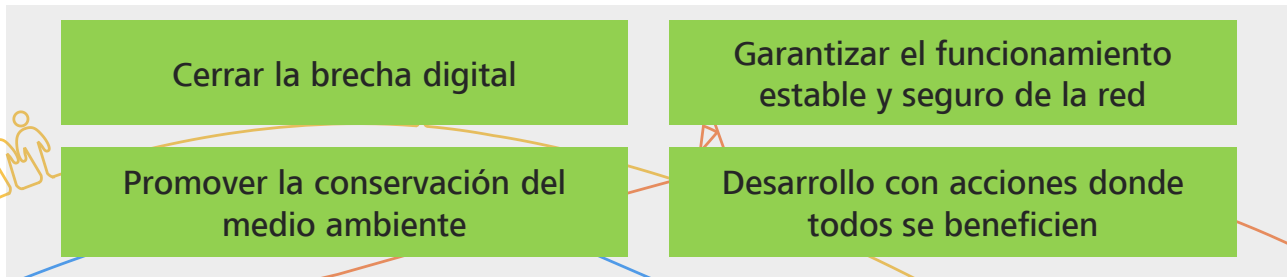 Cerrar la brecha digital
Garantizar el funcionamiento
estable y seguro de la red
Promover la conservación del
medio ambiente
Desarrollo con acciones donde
todos se beneficien